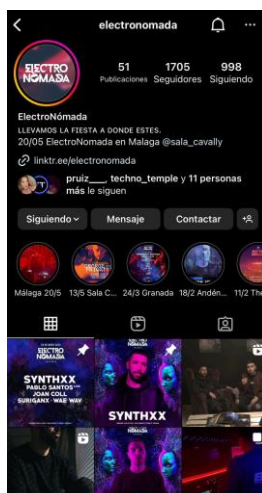 electronomada
ELECTRO
NÓMADA
51
1705
998
Publicaciones
Seguidores
Siguiendo
ElectroNómada
LLEVAMOS LA FIESTA A DONDE ESTES.
20/05 ElectroNomada en Malaga @sala_cavally
linktr.ee/electronomada
pruiz___, techno_temple y 11 personas
más le siguen
Siguiendo
Mensaje
Contactar
Málaga 20/5
13/5 Sala C...
24/3 Granada
18/2 Andén...
11/2 The
ELECTRO
NÓMADA
SYNTHXX
PABLO SANTOS
JOAN COLL
SURIGANX · WAE WAV
ELECTRO
NÓMADA
SYNTHXX